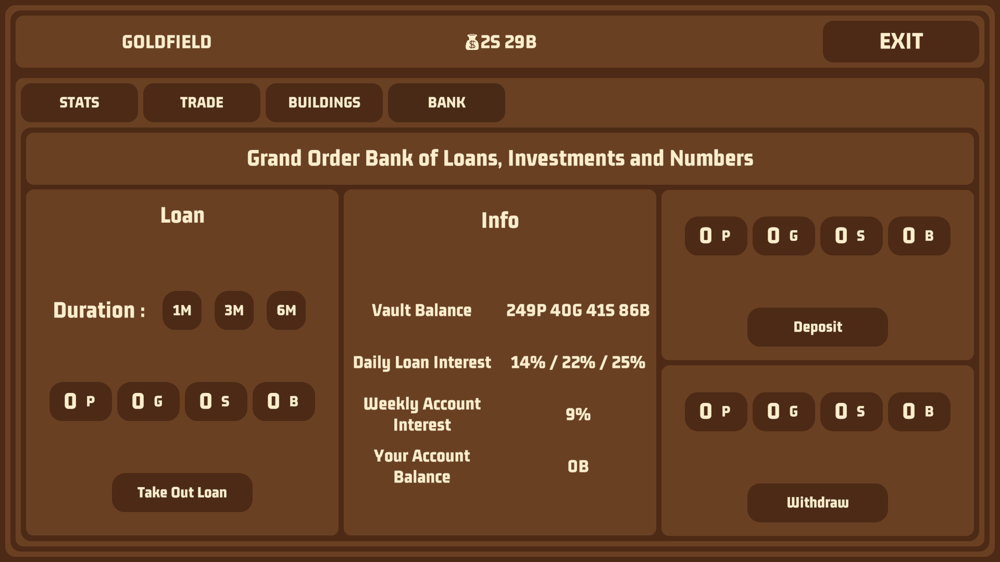 GOLDFIELD
💰2S 29B
EXIT
STATS
TRADE
BUILDINGS
BANK
Grand Order Bank of Loans, Investments and Numbers
Loan
Duration :
1M
3M
6M
0 P
0 G
0 S
0 B
Take Out Loan
Info
Vault Balance
249P 40G 41S 86B
Daily Loan Interest
14% / 22% / 25%
Weekly Account
Interest
9%
Your Account
Balance
0B
0 P
0 G
0 S
0 B
Deposit
0 P
0 G
0 S
0 B
Withdraw